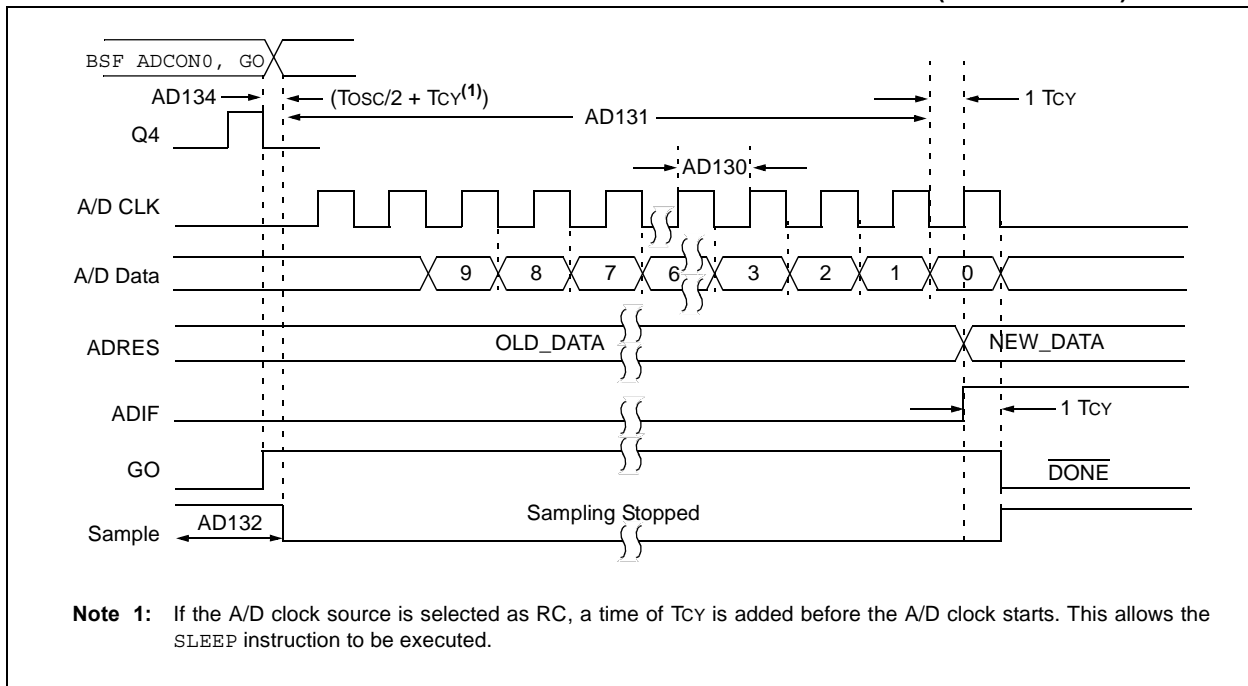 BSF ADCON0, GO
AD134 (TOSC/2 + TCY(1)) 1 TCY
AD131
Q4
AD130
A/D CLK
A/D Data 9 8 7 6 3 2 1 0
ADRES OLD_DATA NEW_DATA
ADIF 1 TCY
GO DONE
Sample AD132 Sampling Stopped
Note 1: If the A/D clock source is selected as RC, a time of TCY is added before the A/D clock starts. This allows the
SLEEP instruction to be executed.